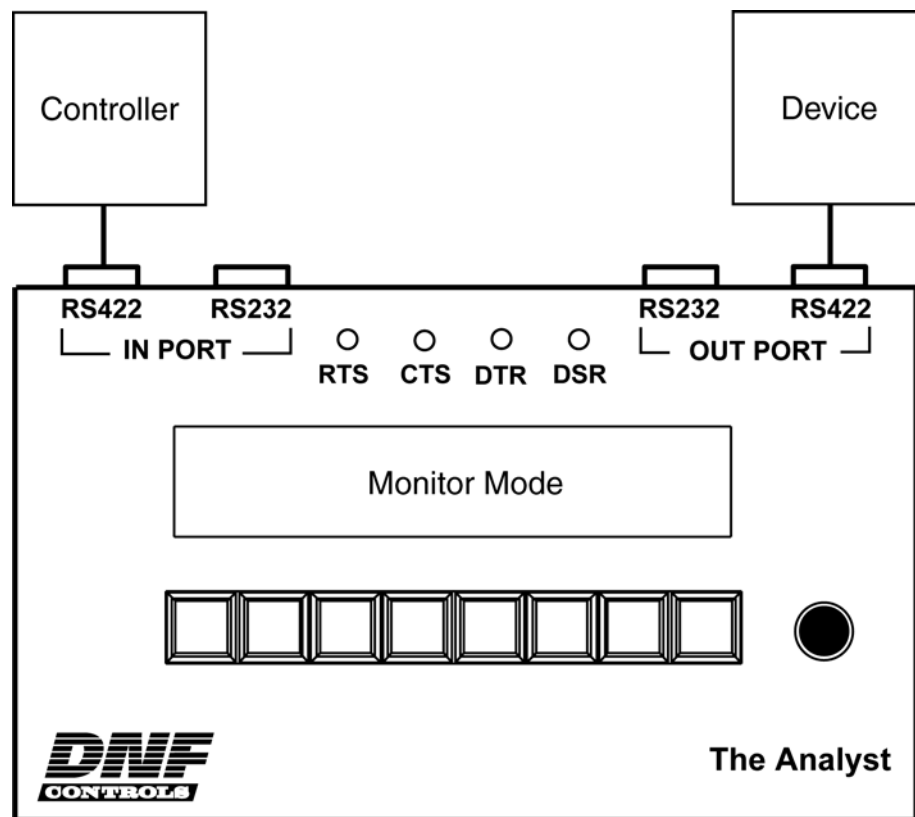 Controller
Device
RS422
RS232
RS232
RS422
IN PORT
OUT PORT
RTS
CTS
DTR
DSR
Monitor Mode
DNF
CONTROLS
The Analyst